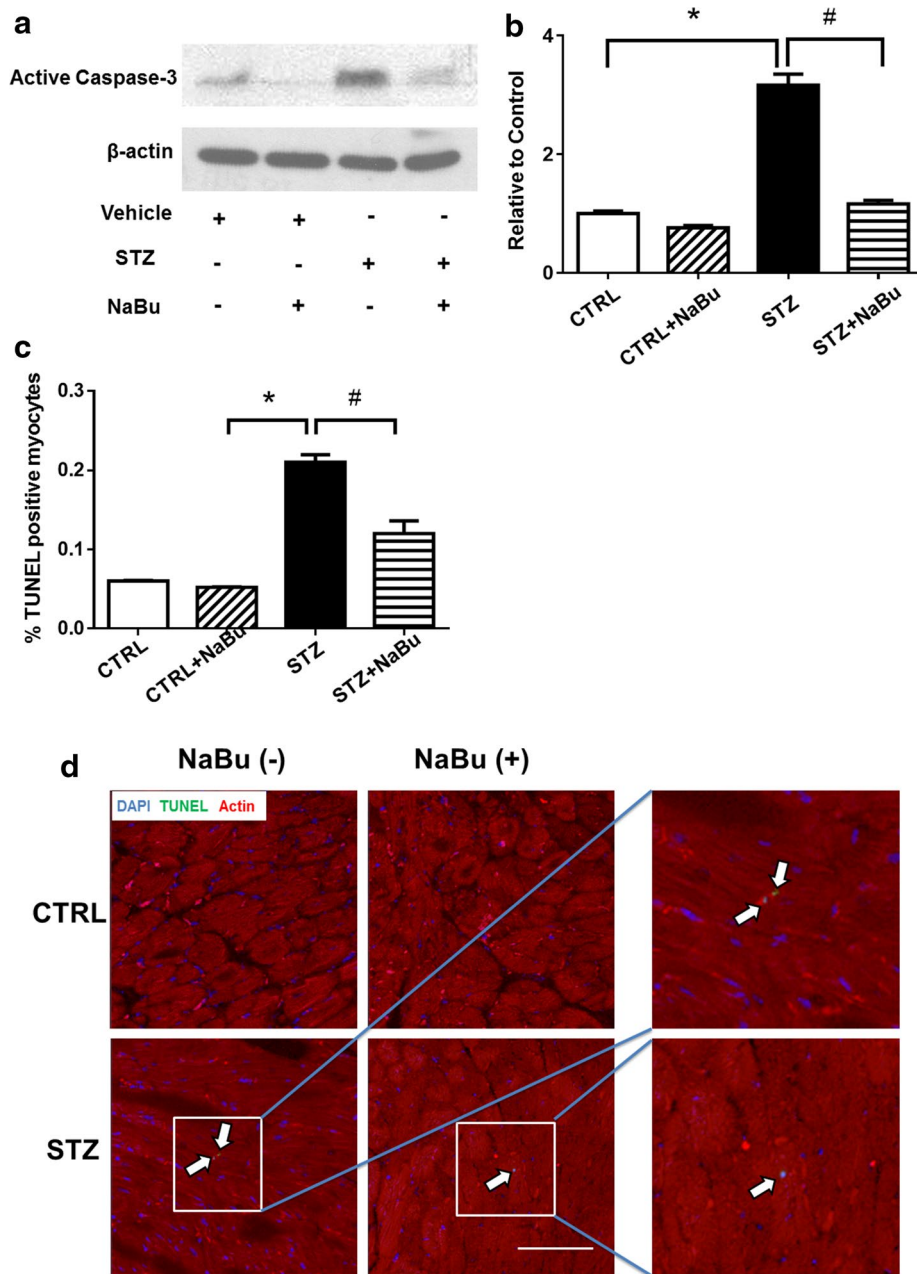 a
Active Caspase-3
β-actin
Vehicle + + - -
STZ - - + +
NaBu - + - +
b
Relative to Control
4
2
0
* #
CTRL
CTRL+NaBu
STZ
STZ+NaBu
c
% TUNEL positive myocytes
0.3
0.2
0.1
0.0
* #
CTRL
CTRL+NaBu
STZ
STZ+NaBu
d
NaBu (-) NaBu (+)
DAPI TUNEL Actin
CTRL
STZ